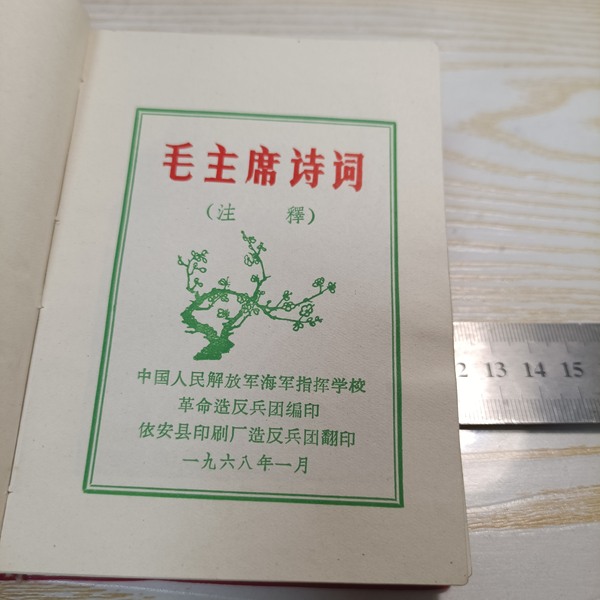 毛主席诗词
（注　　釋）
中国人民解放军海军指挥学校
革命造反兵团编印
依安县印刷厂造反兵团翻印
一九六八年一月
2 13 14 15